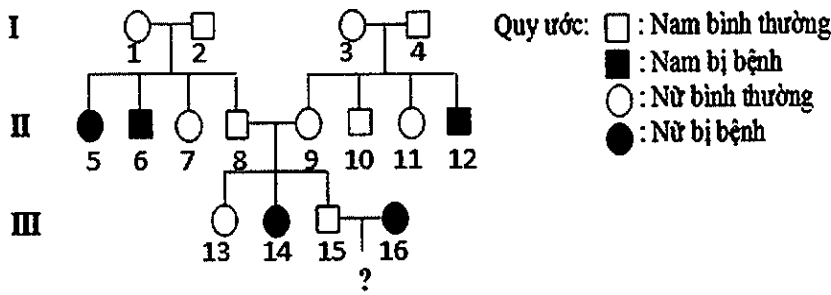 I
1 2 3 4
Quy ước: : Nam bình thường
: Nam bị bệnh
: Nữ bình thường
: Nữ bị bệnh
II
5 6 7 8 9 10 11 12
III
13 14 15 16
?